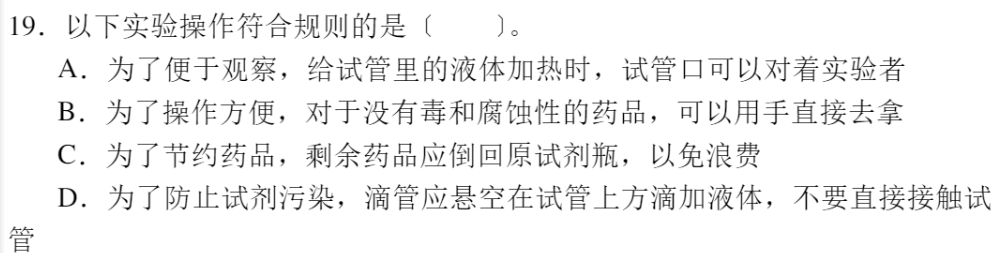 19．以下实验操作符合规则的是〔　　〕。
A．为了便于观察，给试管里的液体加热时，试管口可以对着实验者
B．为了操作方便，对于没有毒和腐蚀性的药品，可以用手直接去拿
C．为了节约药品，剩余药品应倒回原试剂瓶，以免浪费
D．为了防止试剂污染，滴管应悬空在试管上方滴加液体，不要直接接触试
管